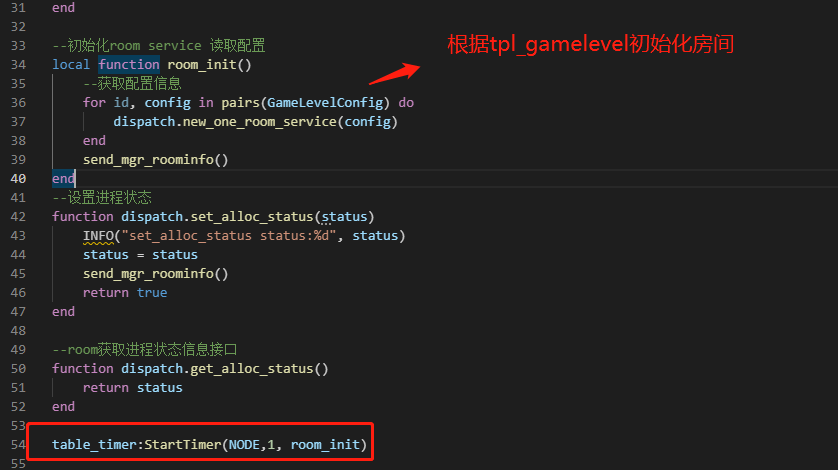 31 end
32
33 --初始化room service 读取配置
根据tpl_gamelevel初始化房间
34 local function room_init()
35     --获取配置信息
36     for id, config in pairs(GameLevelConfig) do
37         dispatch.new_one_room_service(config)
38     end
39     send_mgr_roominfo()
40 end
41 --设置进程状态
42 function dispatch.set_alloc_status(status)
43     INFO("set_alloc_status status:%d", status)
44     status = status
45     send_mgr_roominfo()
46     return true
47 end
48
49 --room获取进程状态信息接口
50 function dispatch.get_alloc_status()
51     return status
52 end
53
54 table_timer:StartTimer(NODE,1, room_init)
55